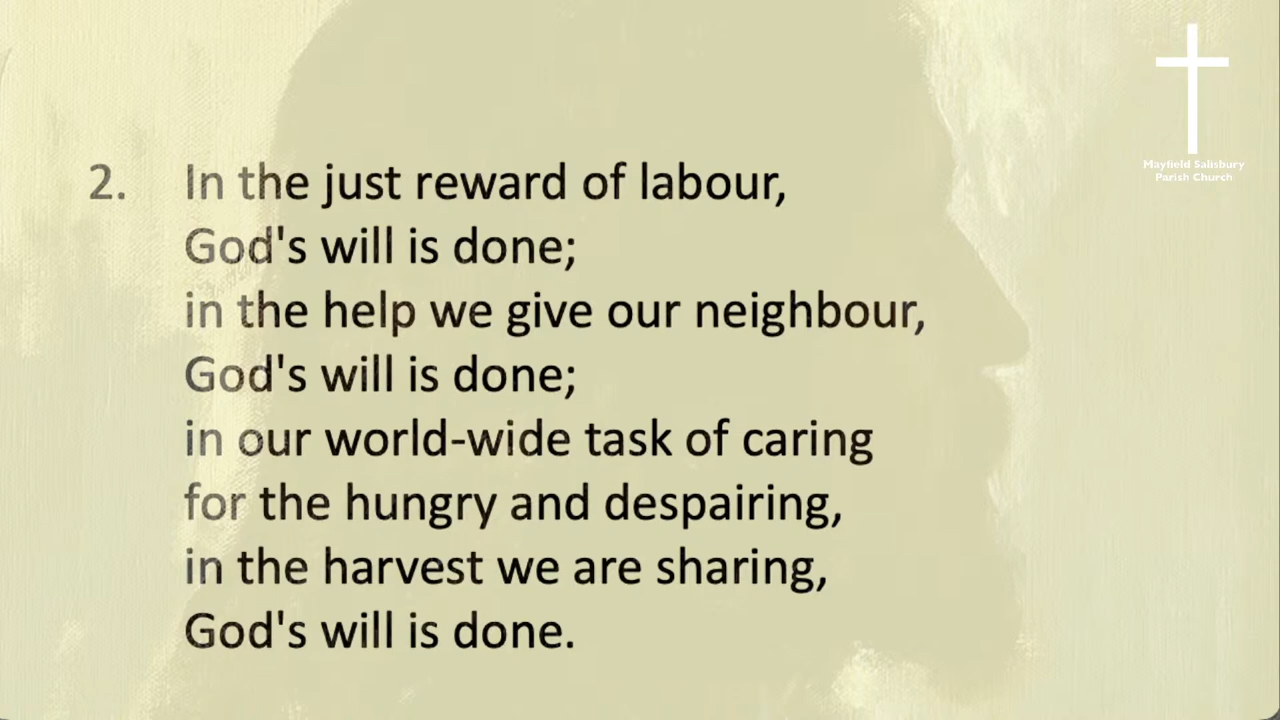 Mayfield Salisbury
Parish Church
2. In the just reward of labour,
God's will is done;
in the help we give our neighbour,
God's will is done;
in our world-wide task of caring
for the hungry and despairing,
in the harvest we are sharing,
God's will is done.